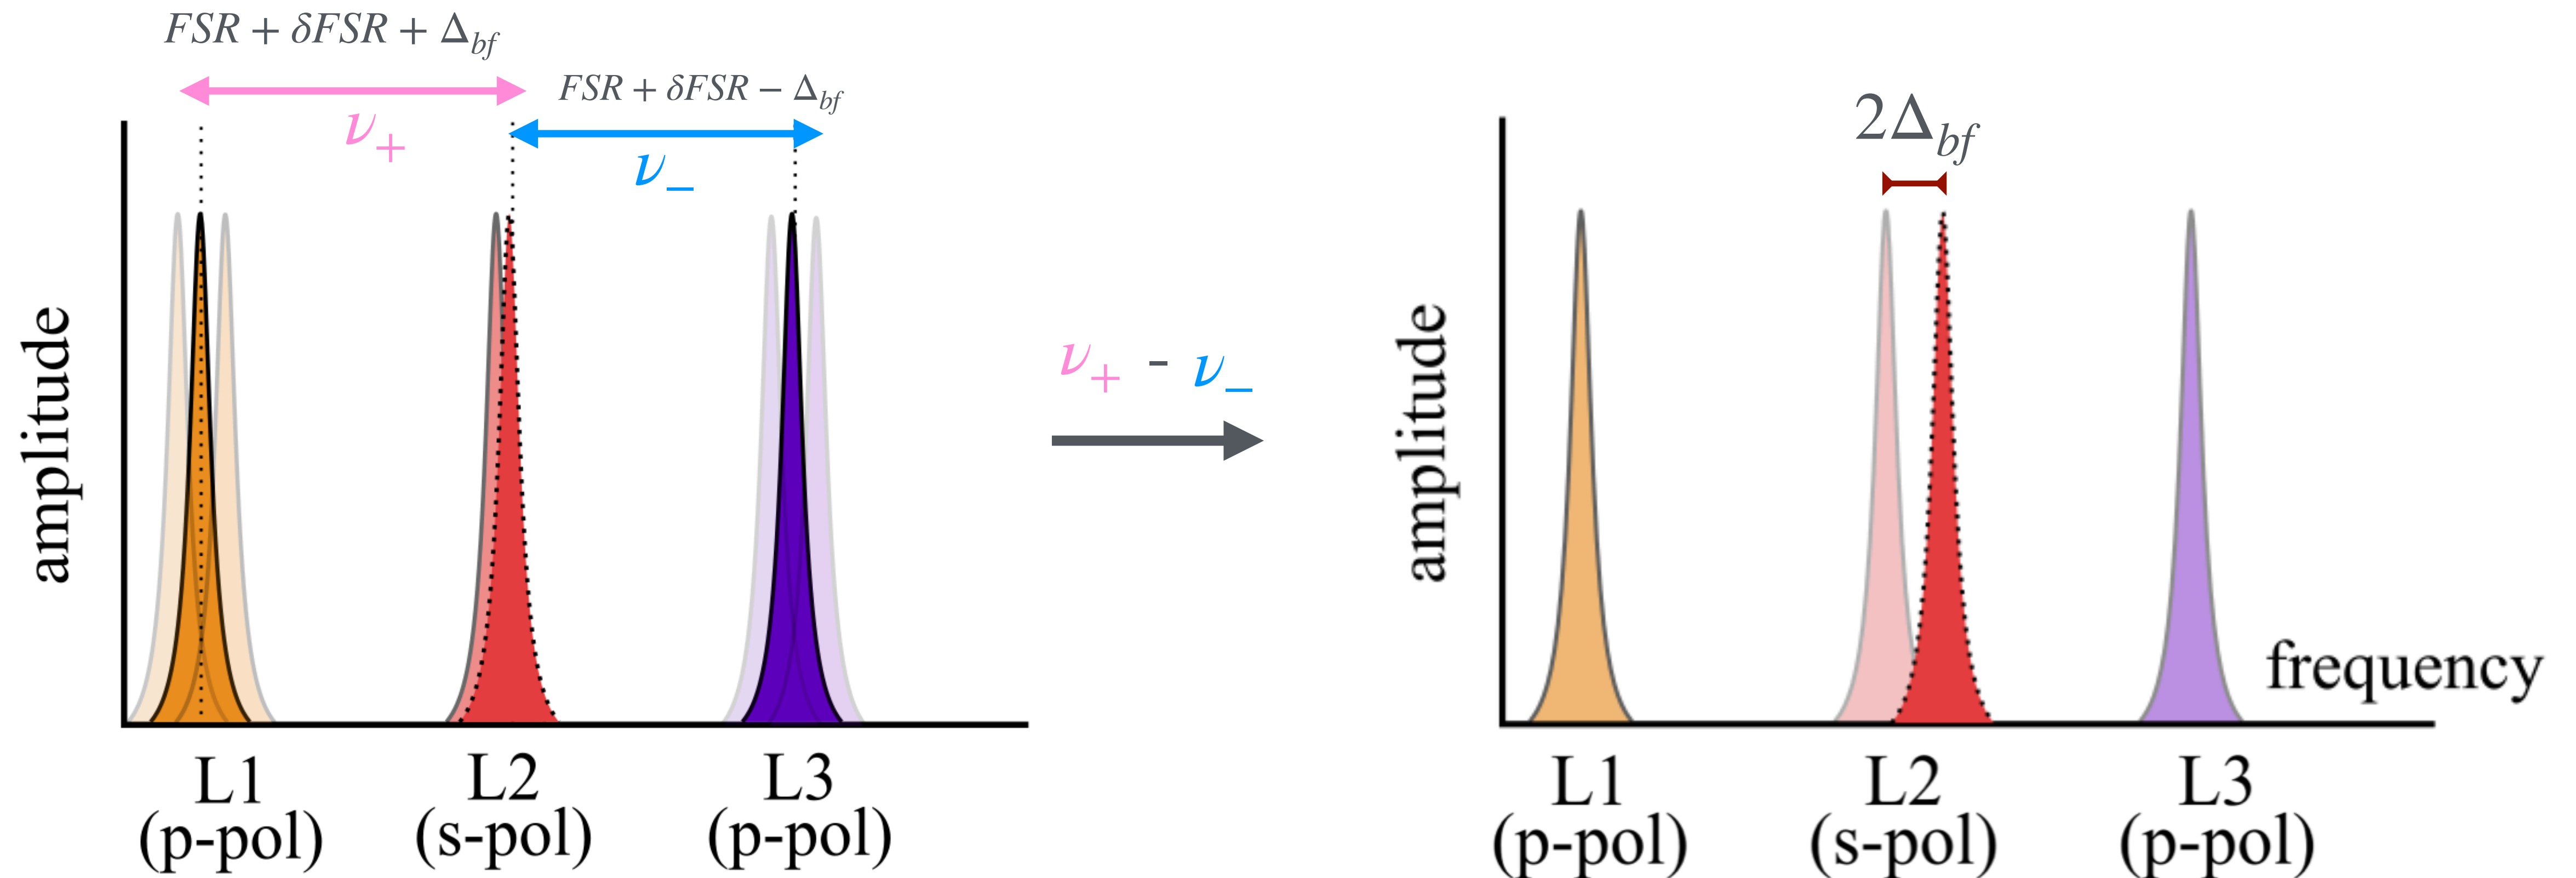 FSR + δFSR + Δbf
ν+
FSR + δFSR − Δbf
ν−
amplitude
L1
(p-pol)
L2
(s-pol)
L3
(p-pol)
ν+ - ν−
2Δbf
amplitude
frequency
L1
(p-pol)
L2
(s-pol)
L3
(p-pol)